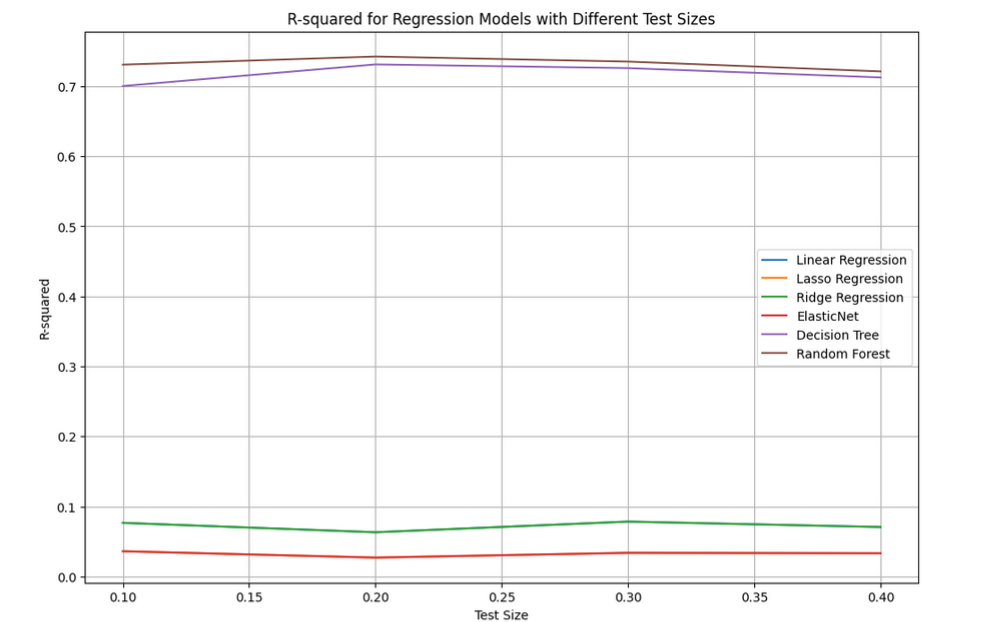 R-squared for Regression Models with Different Test Sizes
R-squared
0.7
0.6
0.5
0.4
0.3
0.2
0.1
0.0
Linear Regression
Lasso Regression
Ridge Regression
ElasticNet
Decision Tree
Random Forest
0.10 0.15 0.20 0.25 0.30 0.35 0.40
Test Size